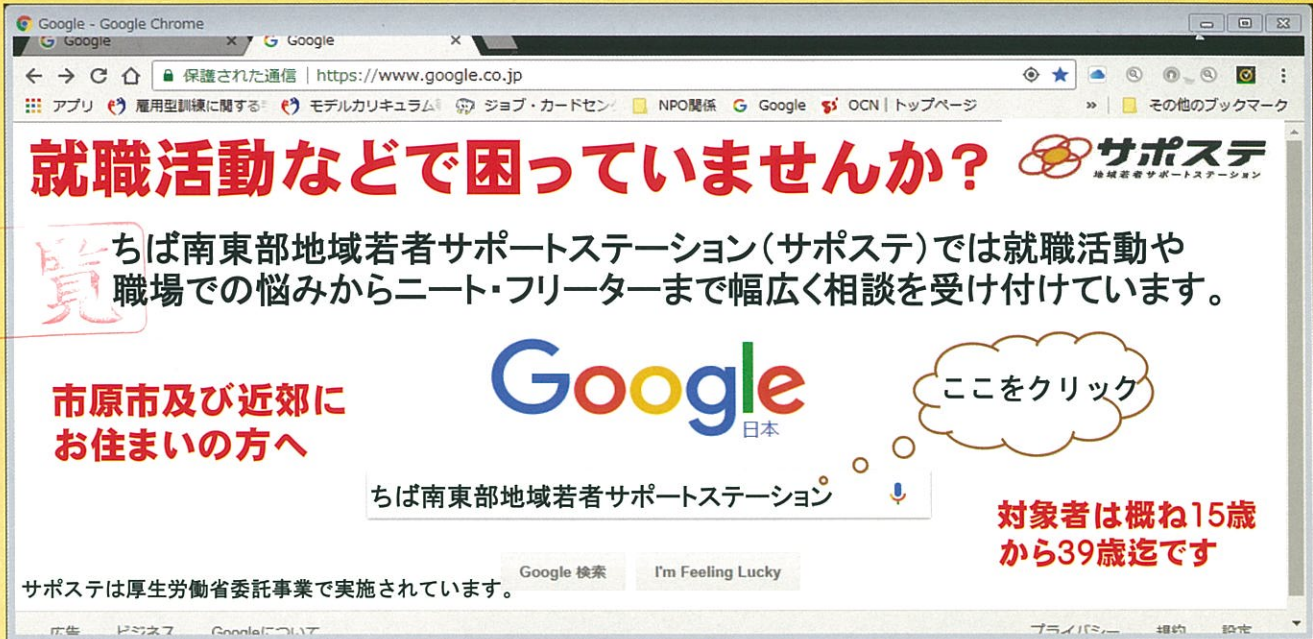 Google - Google Chrome
Google
Google
保護された通信 | https://www.google.co.jp
アプリ 雇用型訓練に関する モデルカリキュラム ジョブ・カードセン NPO関係 Google OCN | トップページ » その他のブックマーク
就職活動などで困っていませんか?
サポステ
地域若者サポートステーション
覧
ちば南東部地域若者サポートステーション(サポステ)では就職活動や
職場での悩みからニート・フリーターまで幅広く相談を受け付けています。
市原市及び近郊に
お住まいの方へ
Google
日本
ここをクリック
ちば南東部地域若者サポートステーション
対象者は概ね15歳
から39歳迄です
Google 検索
I'm Feeling Lucky
サポステは厚生労働省委託事業で実施されています。
広告 ビジネス Googleについて プライバシー 規約 設定